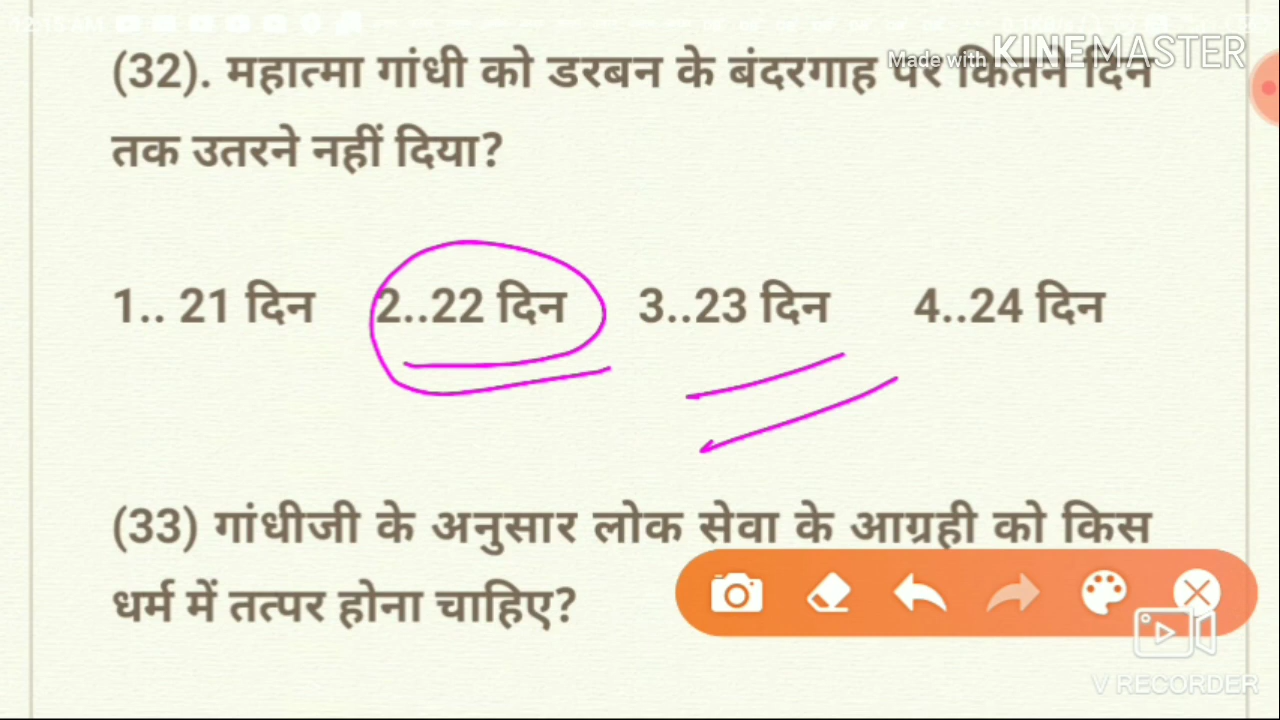 Made with KINEMASTER
(32). महात्मा गांधी को डरबन के बंदरगाह पर कितने दिन
तक उतरने नहीं दिया?
1.. 21 दिन 2..22 दिन 3..23 दिन 4..24 दिन
(33) गांधीजी के अनुसार लोक सेवा के आग्रही को किस
धर्म में तत्पर होना चाहिए?
V RECORDER